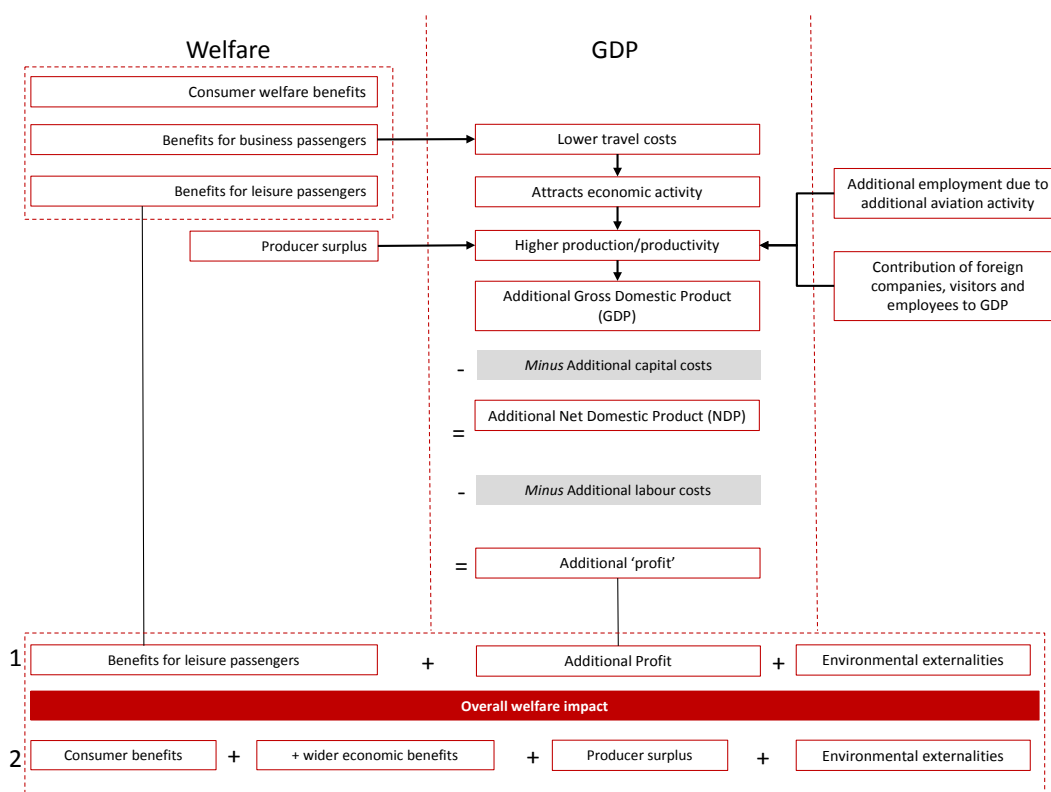 Welfare
GDP
Consumer welfare benefits
Benefits for business passengers
Lower travel costs
Benefits for leisure passengers
Attracts economic activity
Additional employment due to
additional aviation activity
Producer surplus
Higher production/productivity
Contribution of foreign
companies, visitors and
employees to GDP
Additional Gross Domestic Product
(GDP)
- Minus Additional capital costs
= Additional Net Domestic Product (NDP)
- Minus Additional labour costs
= Additional ‘profit’
1 Benefits for leisure passengers + Additional Profit + Environmental externalities
Overall welfare impact
2 Consumer benefits + + wider economic benefits + Producer surplus + Environmental externalities